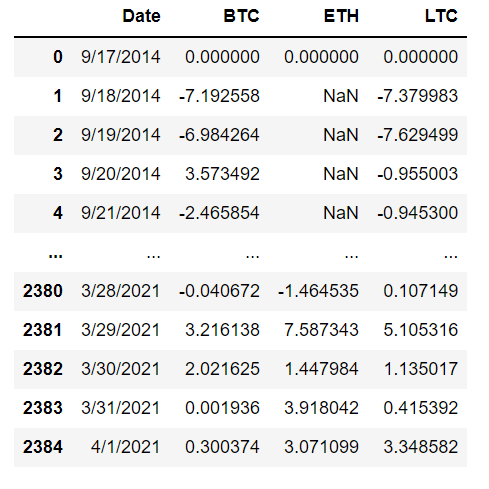 Date BTC ETH LTC
0 9/17/2014 0.000000 0.000000 0.000000
1 9/18/2014 -7.192558 NaN -7.379983
2 9/19/2014 -6.984264 NaN -7.629499
3 9/20/2014 3.573492 NaN -0.955003
4 9/21/2014 -2.465854 NaN -0.945300
... ... ... ... ...
2380 3/28/2021 -0.040672 -1.464535 0.107149
2381 3/29/2021 3.216138 7.587343 5.105316
2382 3/30/2021 2.021625 1.447984 1.135017
2383 3/31/2021 0.001936 3.918042 0.415392
2384 4/1/2021 0.300374 3.071099 3.348582